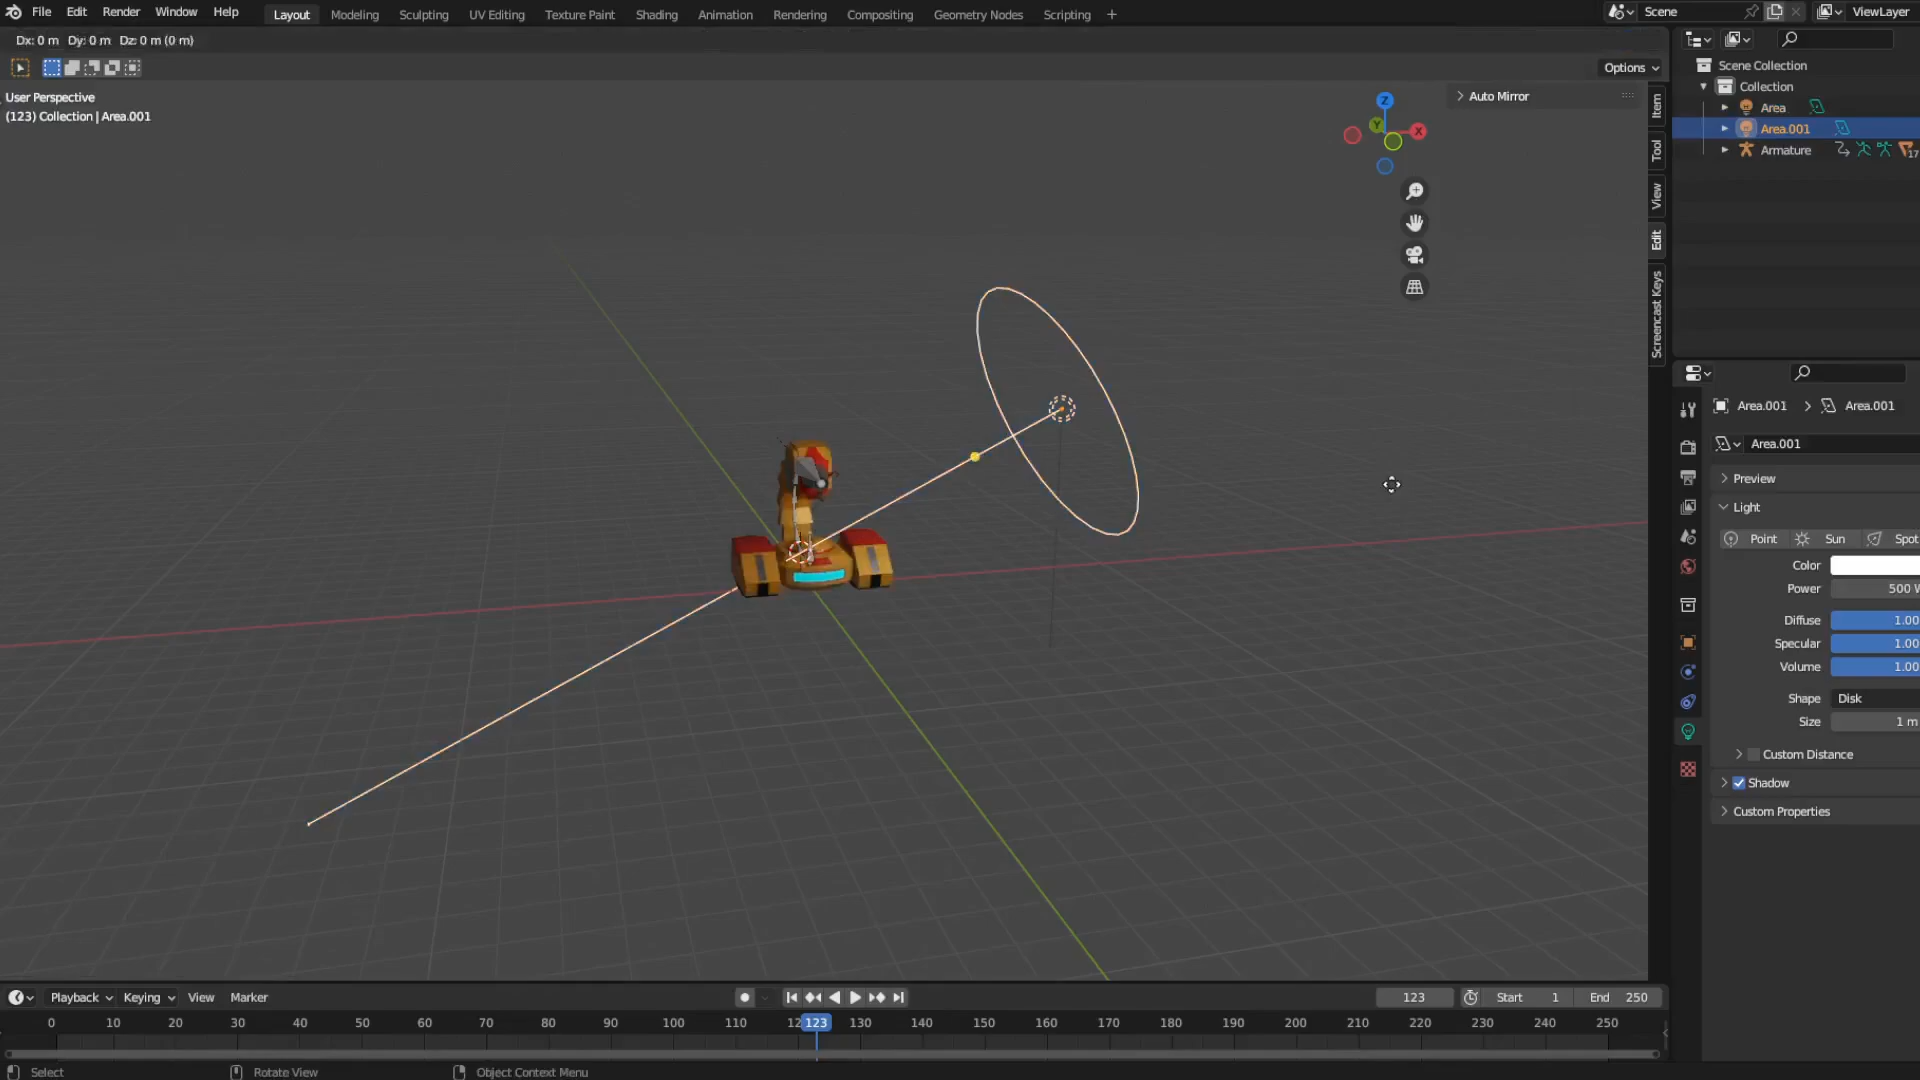 File Edit Render Window Help Layout Modeling Sculpting UV Editing Texture Paint Shading Animation Rendering Compositing Geometry Nodes Scripting + Scene ViewLayer
Dx: 0 m Dy: 0 m Dz: 0 m (0 m)
Options
User Perspective
(123) Collection | Area.001
Auto Mirror
Z
Y
X
Item
Tool
View
Edit
Screencast Keys
Scene Collection
Collection
Area
Area.001
Armature 17
Area.001 Area.001
Area.001
Preview
Light
Point Sun Spot
Color
Power 500 W
Diffuse 1.00
Specular 1.00
Volume 1.00
Shape Disk
Size 1 m
Custom Distance
Shadow
Custom Properties
Playback Keying View Marker 123 Start 1 End 250
0 10 20 30 40 50 60 70 80 90 100 110 12 123 130 140 150 160 170 180 190 200 210 220 230 240 250
Select Rotate View Object Context Menu